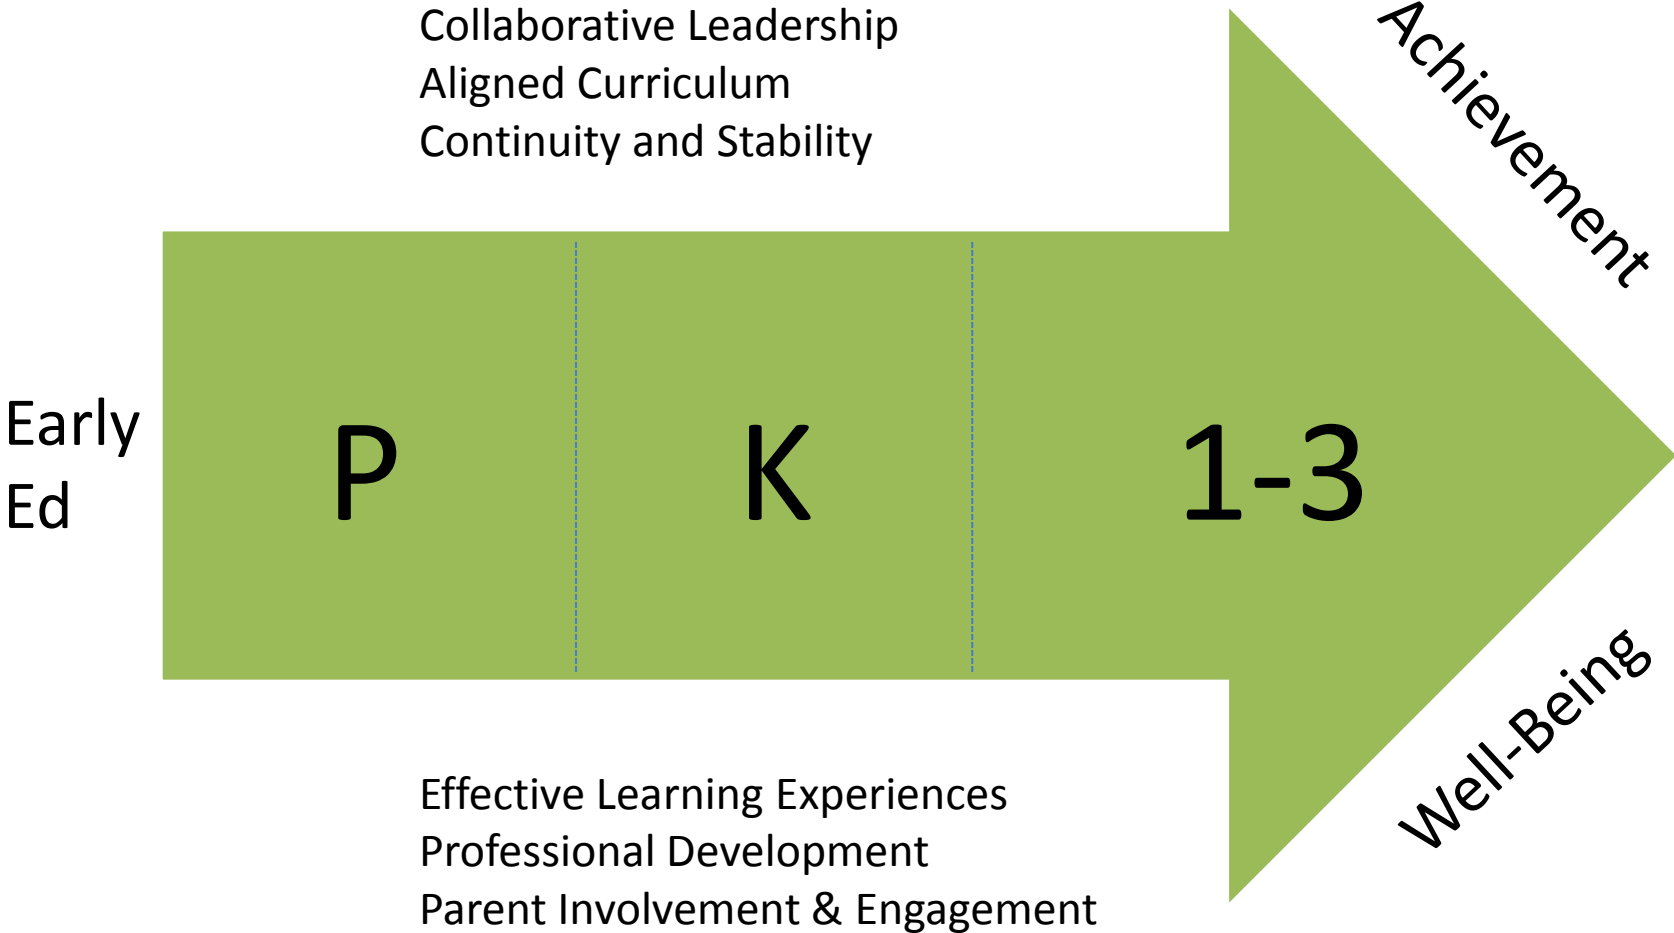 Collaborative Leadership
Aligned Curriculum
Continuity and Stability
Achievement
Early
Ed
P
K
1-3
Well-Being
Effective Learning Experiences
Professional Development
Parent Involvement & Engagement